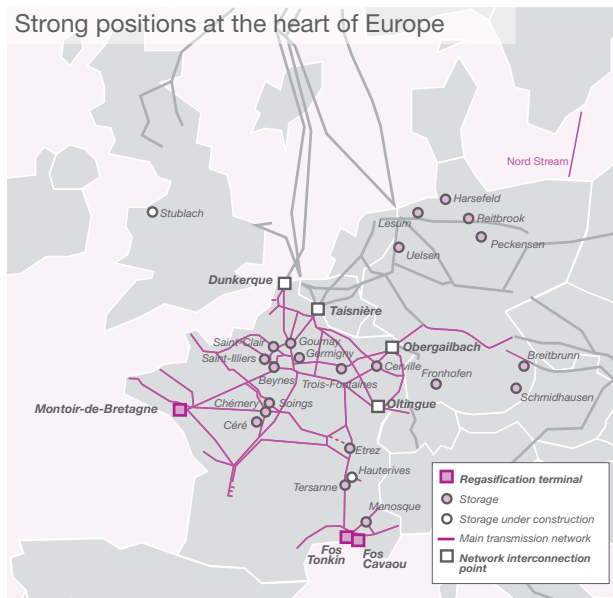 Strong positions at the heart of Europe
Nord Stream
Harsefeld
Lesum
Reitbrook
Stublach
Peckensen
Uelsen
Dunkerque
Taisnière
Saint-Clair
Gournay
Obergailbach
Saint-Illiers
Germigny
Cerville
Breitbrunn
Beynes
Trois-Fontaines
Fronhofen
Schmidhausen
Montoir-de-Bretagne
Chémery
Soings
Oltingue
Céré
Etrez
Hauterives
Tersanne
Manosque
Fos
Tonkin
Fos
Cavaou
Regasification terminal
Storage
Storage under construction
Main transmission network
Network interconnection
point